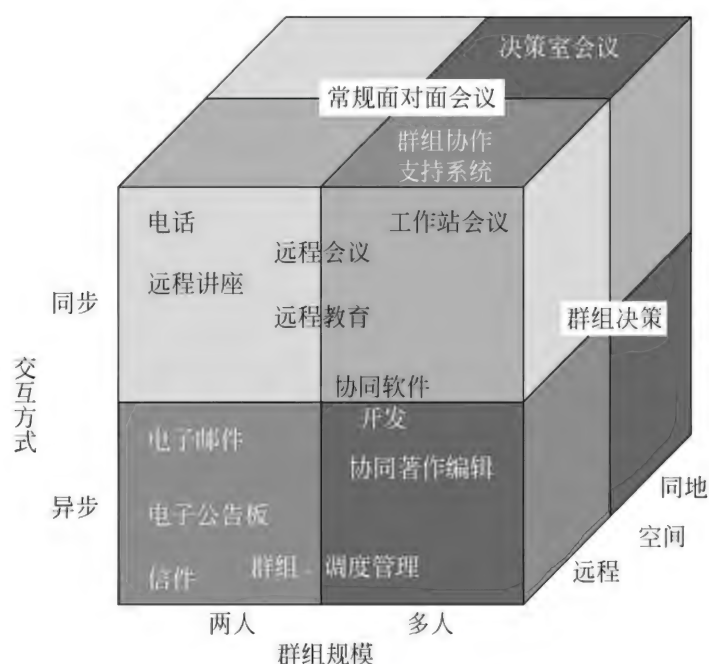 决策室会议
常规面对面会议
群组协作
支持系统
电话
工作站会议
远程会议
远程讲座
同步
远程教育
群组决策
交互方式
协同软件
开发
电子邮件
协同著作编辑
异步
电子公告板
同地
空间
信件
群组
调度管理
远程
两人
多人
群组规模